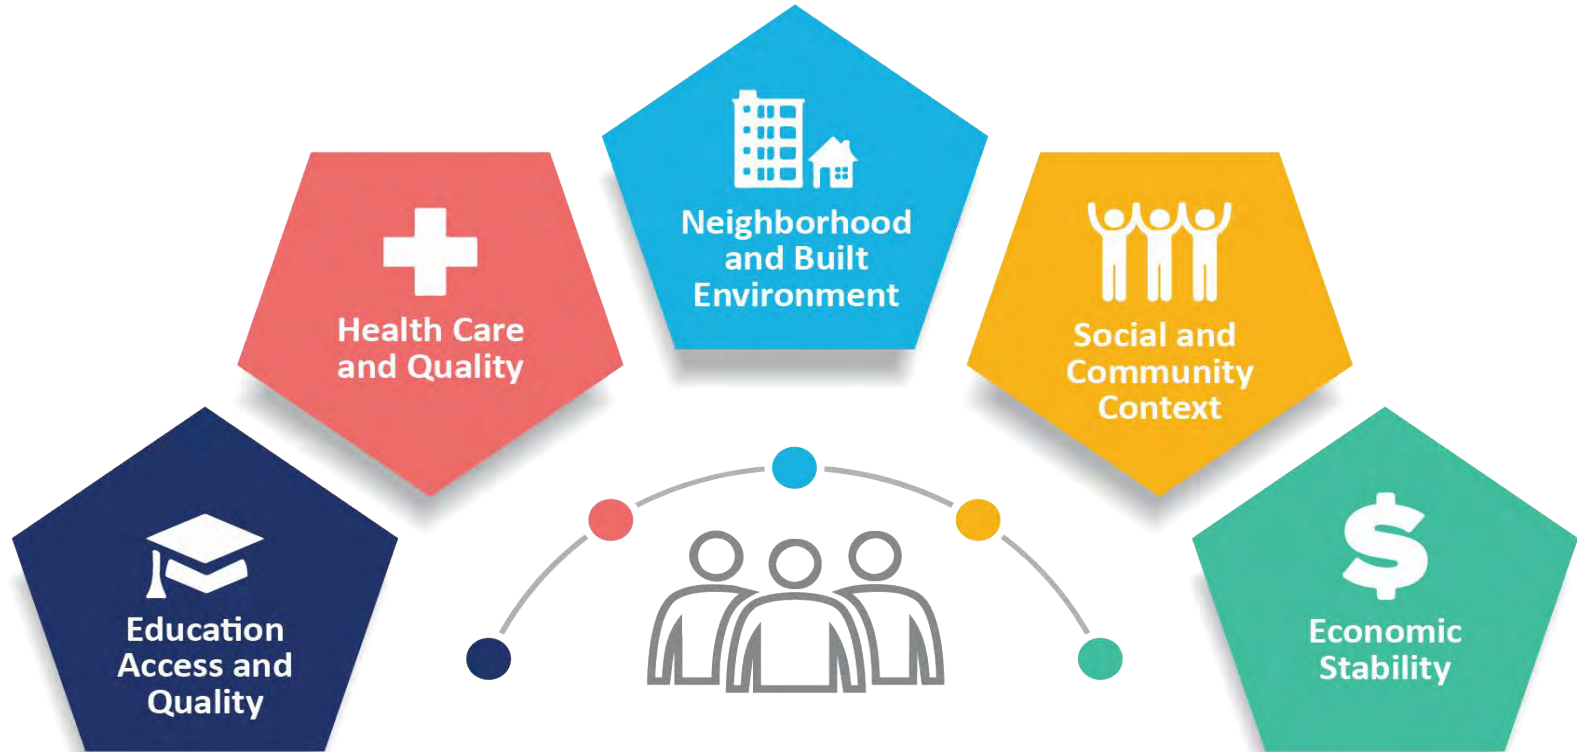 Neighborhood
and Built
Environment
Health Care
and Quality
Social and
Community
Context
Education
Access and
Quality
$
Economic
Stability